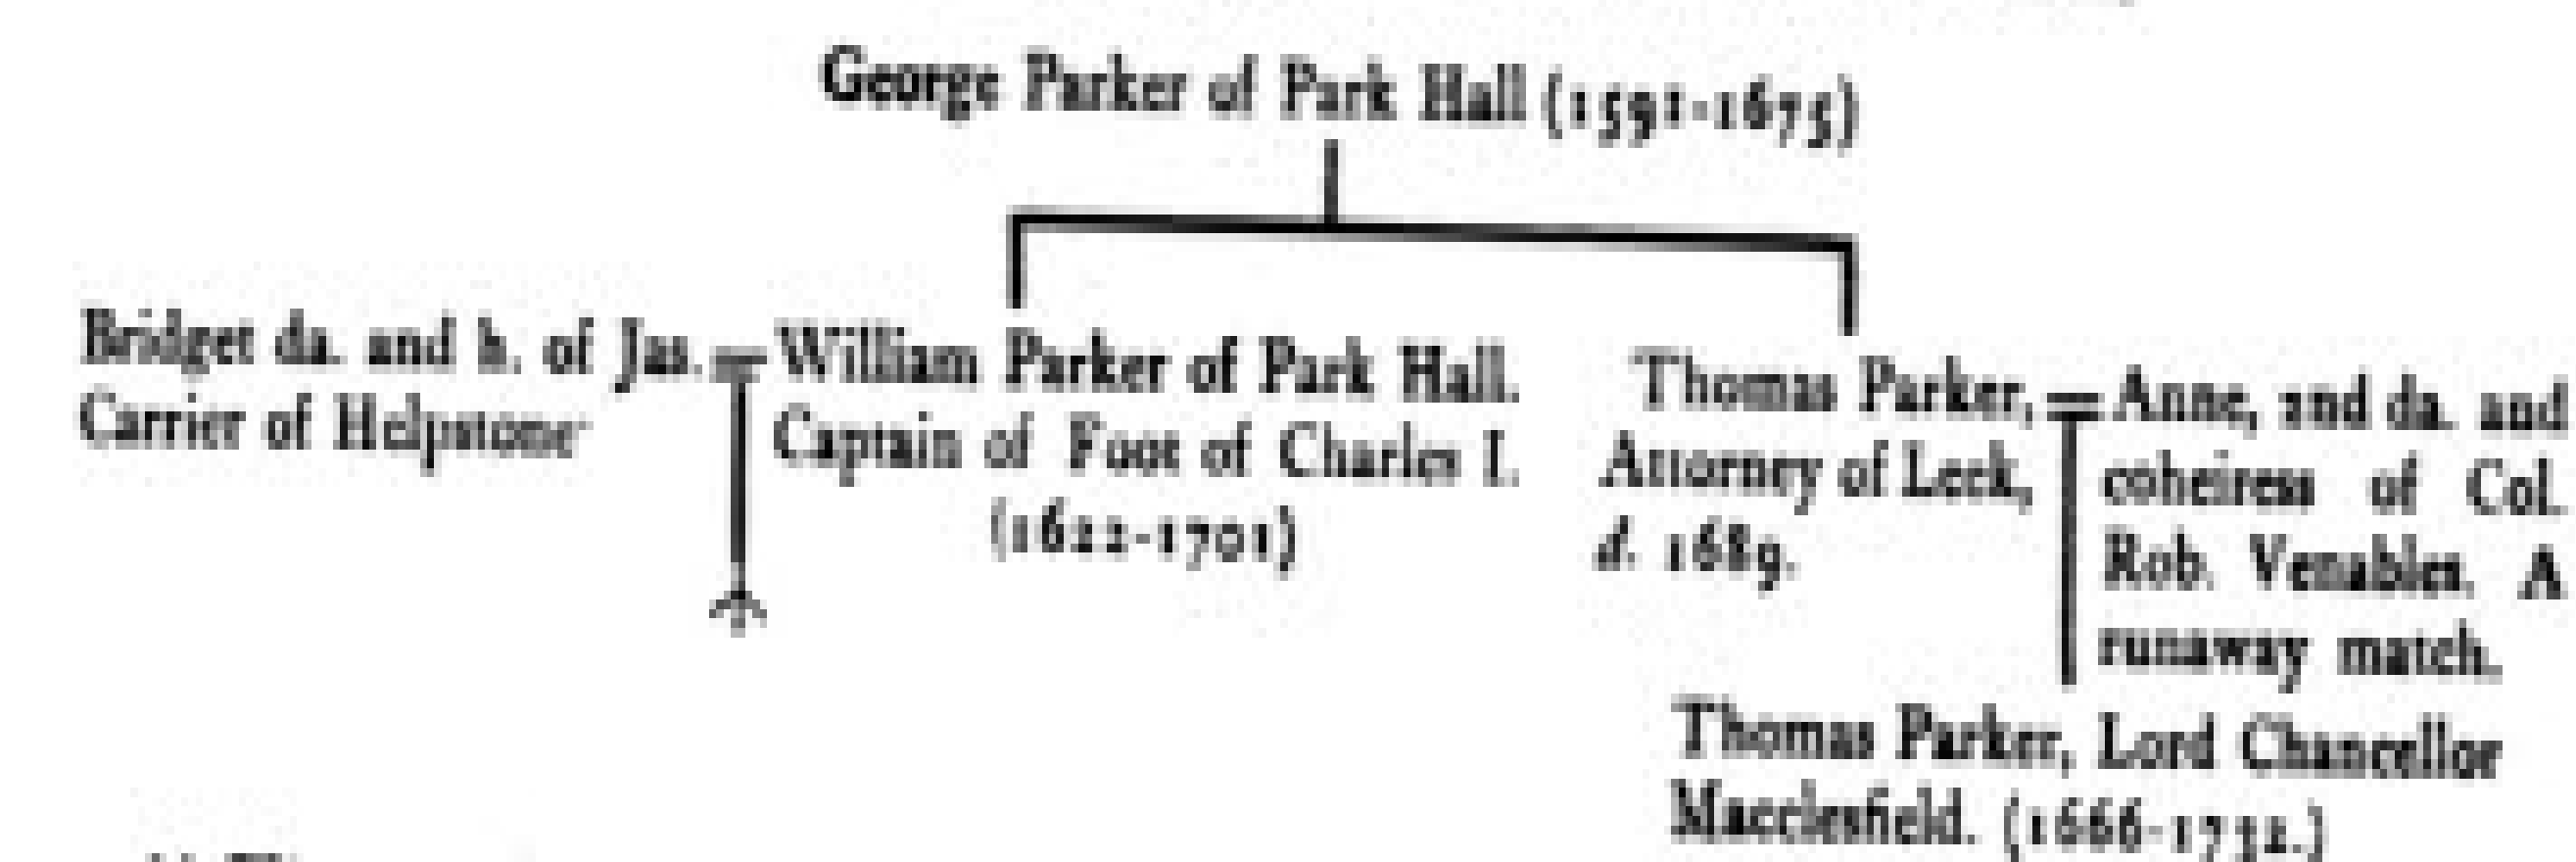 George Parker of Park Hall (1591-1675)
Bridget da. and h. of Jas.
Carrier of Helpstone
William Parker of Park Hall.
Captain of Foot of Charles I.
(1622-1701)
Thomas Parker,
Attorney of Leek,
d. 1689.
Anne, 2nd da. and
coheiress of Col.
Rob. Venables. A
runaway match.
Thomas Parker, Lord Chancellor
Macclesfield. (1666-1732.)